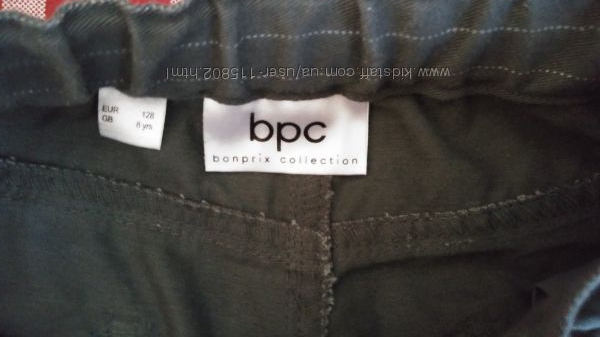 www.kidstaff.com.ua/user-115802.html
EUR 128
GB 8 yrs
bpc
bonprix collection